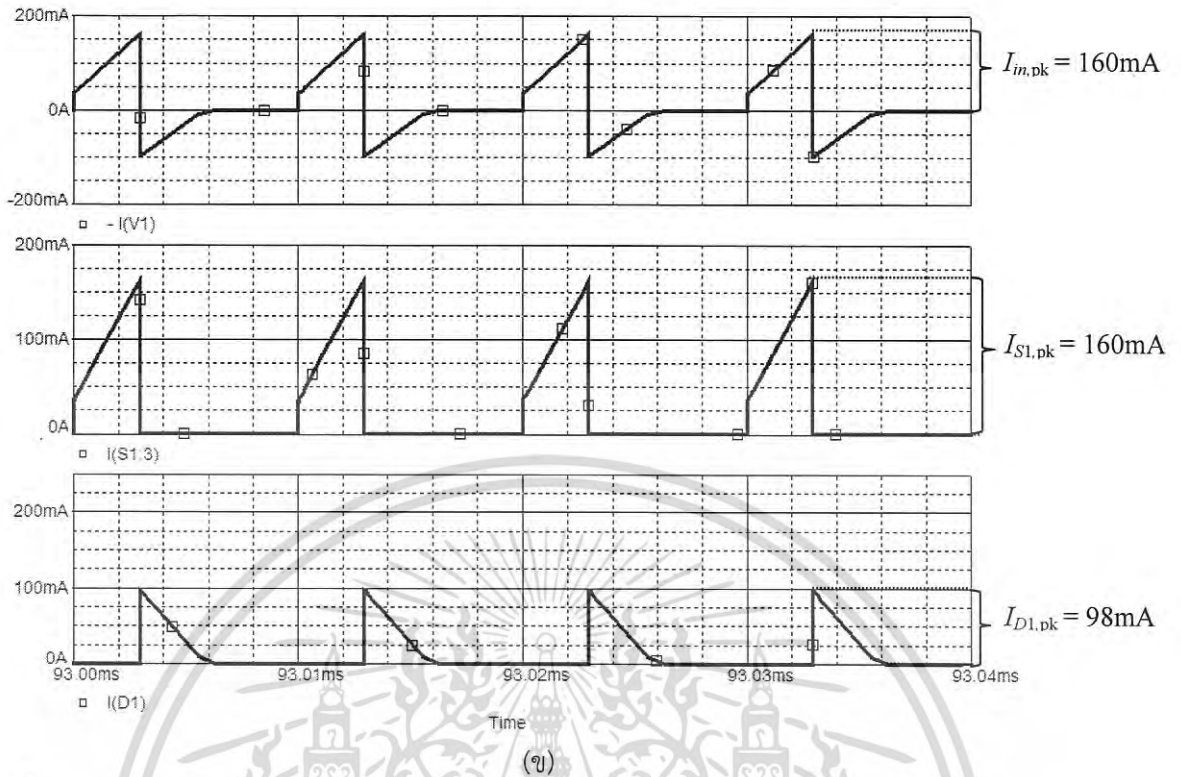 200mA
0A
-200mA
- I(V1)
I_in,pk = 160mA
200mA
100mA
0A
I(S1:3)
I_S1,pk = 160mA
200mA
100mA
0A
I_D1,pk = 98mA
93.00ms 93.01ms 93.02ms 93.03ms 93.04ms
I(D1)
Time
(ข)